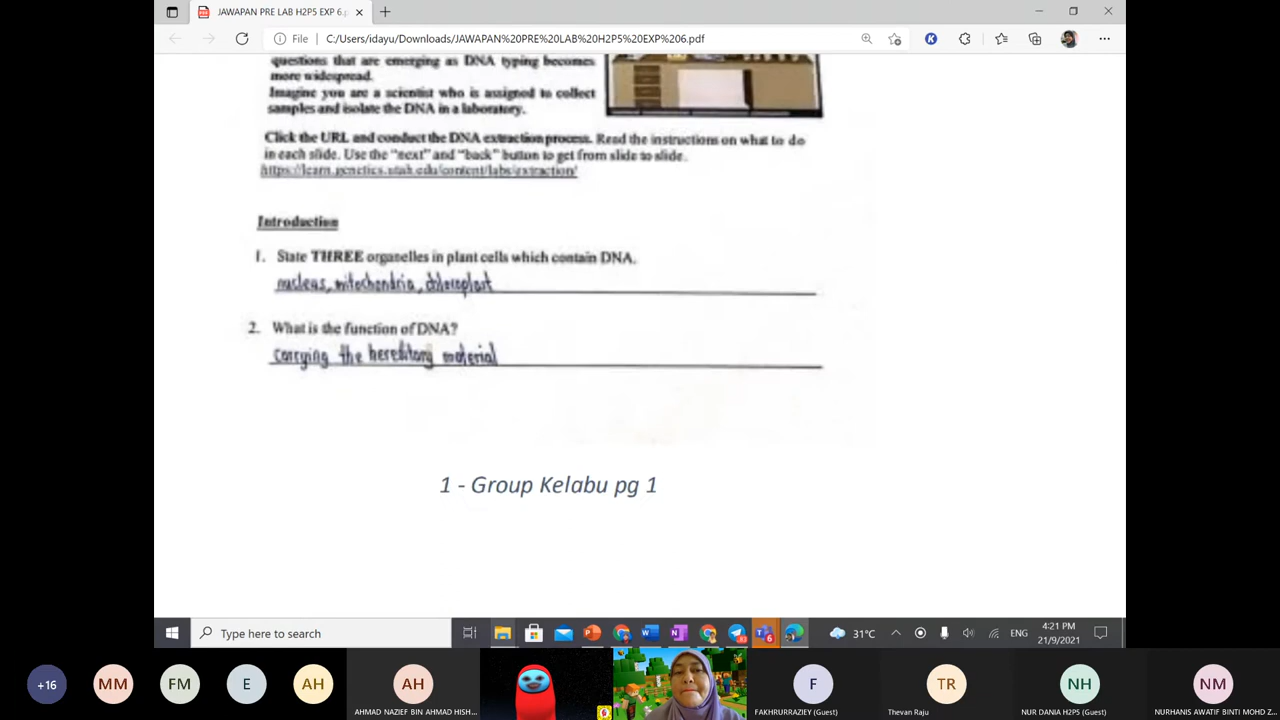 JAWAPAN PRE LAB H2P5 EXP 6.p
File C:/Users/idayu/Downloads/JAWAPAN%20PRE%20LAB%20H2P5%20EXP%206.pdf
questions that are emerging as DNA typing becomes
more widespread.
Imagine you are a scientist who is assigned to collect
samples and isolate the DNA in a laboratory.
Click the URL and conduct the DNA extraction process. Read the instructions on what to do
in each slide. Use the "next" and "back" button to get from slide to slide.
https://learn.genetics.utah.edu/content/labs/extraction/
Introduction
1. State THREE organelles in plant cells which contain DNA.
nucleus, mitochondria, chloroplast
2. What is the function of DNA?
carrying the hereditary material
1 - Group Kelabu pg 1
Type here to search
31°C
ENG
4:21 PM
21/9/2021
+16 MM FM E AH AH F TR NH NM
AHMAD NAZIEF BIN AHMAD HISH... FAKHRURRAZIEY (Guest) Thevan Raju NUR DANIA H2P5 (Guest) NURHANIS AWATIF BINTI MOHD Z...